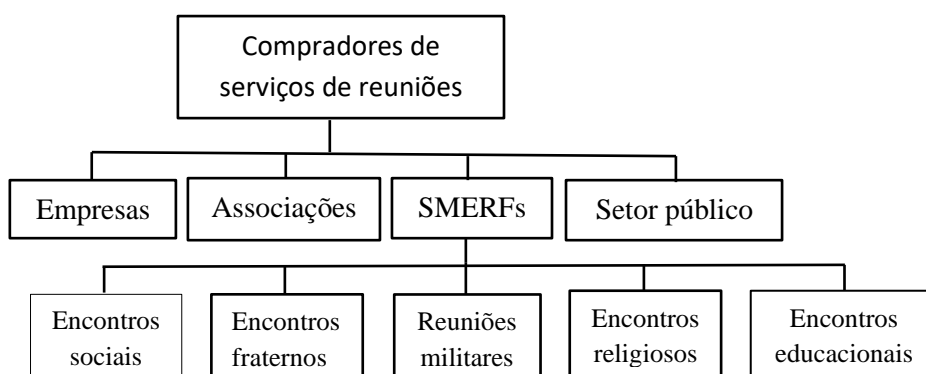 Compradores de
serviços de reuniões
Empresas
Associações
SMERFs
Setor público
Encontros
sociais
Encontros
fraternos
Reuniões
militares
Encontros
religiosos
Encontros
educacionais